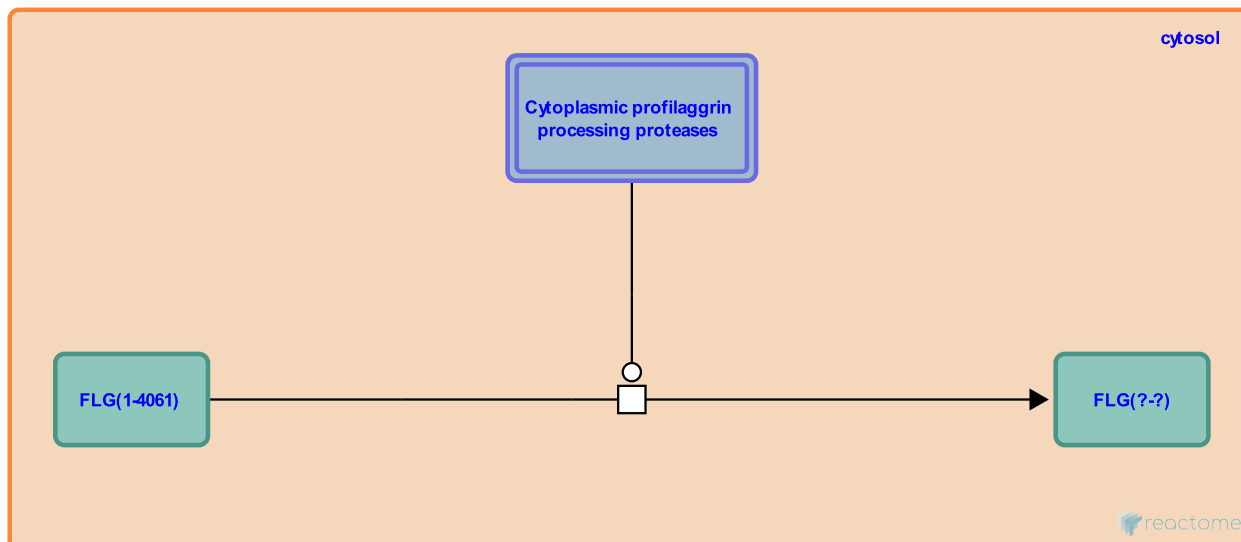 cytosol
Cytoplasmic profilaggrin
processing proteases
FLG(1-4061)
FLG(?-?)
reactome